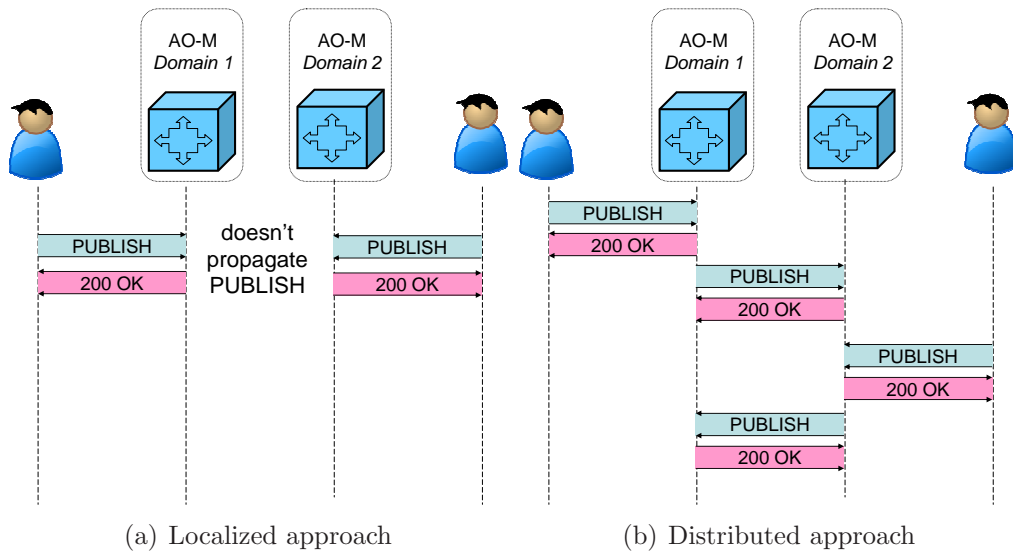 AO-M
Domain 1
AO-M
Domain 2
PUBLISH
200 OK
doesn't
propagate
PUBLISH
PUBLISH
200 OK
(a) Localized approach
AO-M
Domain 1
AO-M
Domain 2
PUBLISH
200 OK
PUBLISH
200 OK
PUBLISH
200 OK
PUBLISH
200 OK
(b) Distributed approach